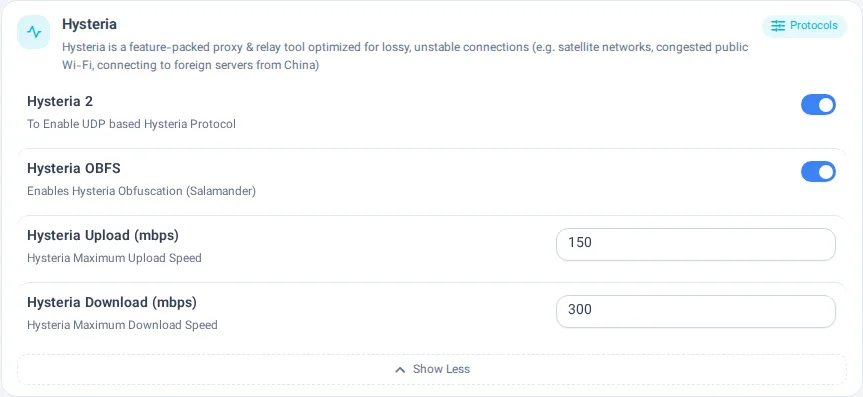 Hysteria
Protocols
Hysteria is a feature-packed proxy & relay tool optimized for lossy, unstable connections (e.g. satellite networks, congested public
Wi-Fi, connecting to foreign servers from China)
Hysteria 2
To Enable UDP based Hysteria Protocol
Hysteria OBFS
Enables Hysteria Obfuscation (Salamander)
Hysteria Upload (mbps)
150
Hysteria Maximum Upload Speed
Hysteria Download (mbps)
300
Hysteria Maximum Download Speed
Show Less